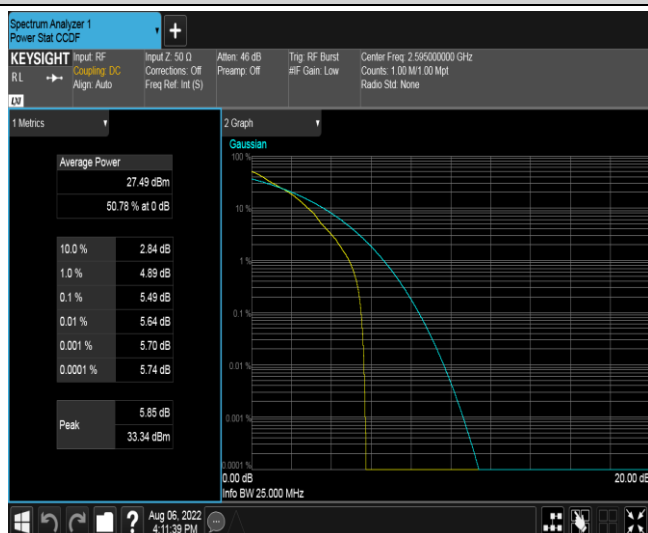 Spectrum Analyzer 1
Power Stat CCDF
KEYSIGHT
RL
LXI
Input: RF
Coupling: DC
Align: Auto
Input Z: 50 Ω
Corrections: Off
Freq Ref: Int (S)
Atten: 46 dB
Preamp: Off
Trig: RF Burst
#IF Gain: Low
Center Freq: 2.595000000 GHz
Counts: 1.00 M/1.00 Mpt
Radio Std: None
1 Metrics
Average Power
27.49 dBm
50.78 % at 0 dB
10.0 % 2.84 dB
1.0 % 4.89 dB
0.1 % 5.49 dB
0.01 % 5.64 dB
0.001 % 5.70 dB
0.0001 % 5.74 dB
Peak 5.85 dB
33.34 dBm
2 Graph
Gaussian
100 %
10 %
1 %
0.1 %
0.01 %
0.001 %
0.0001 %
0.00 dB 20.00 dB
Info BW 25.000 MHz
?
Aug 06, 2022
4:11:39 PM